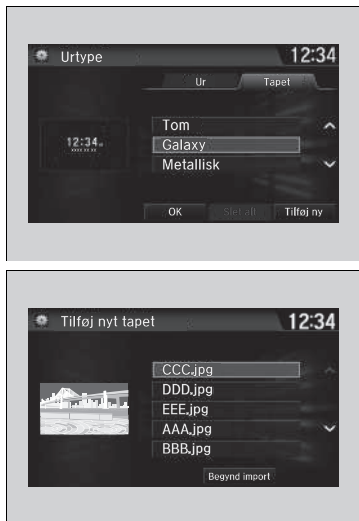 Urtype
12:34
Ur
Tapet
12:34
Tom
Galaxy
Metallisk
OK
Slet alt
Tilføj ny
Tilføj nyt tapet
12:34
CCC.jpg
DDD.jpg
EEE.jpg
AAA.jpg
BBB.jpg
Begynd import